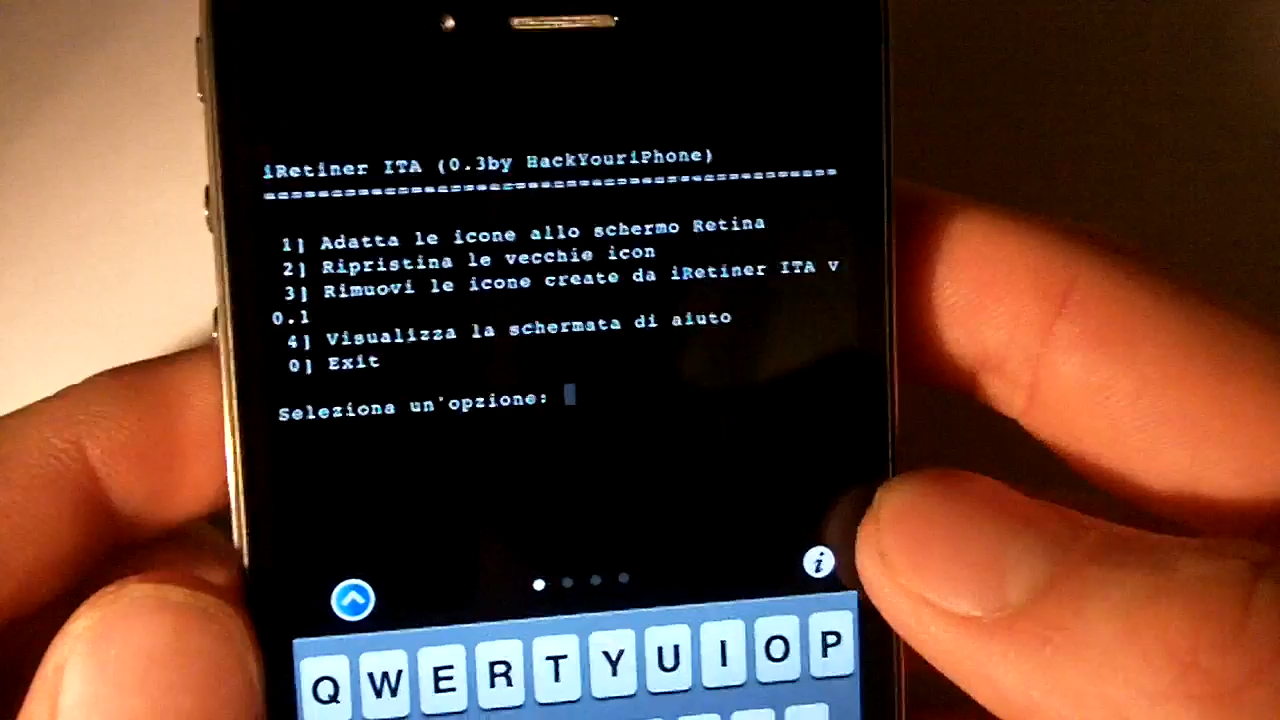 iRetiner ITA (0.3by HackYouriPhone)
===========================================
1] Adatta le icone allo schermo Retina
2] Ripristina le vecchie icon
3] Rimuovi le icone create da iRetiner ITA v
0.1
4] Visualizza la schermata di aiuto
0] Exit
Seleziona un'opzione:
i
Q W E R T Y U I O P